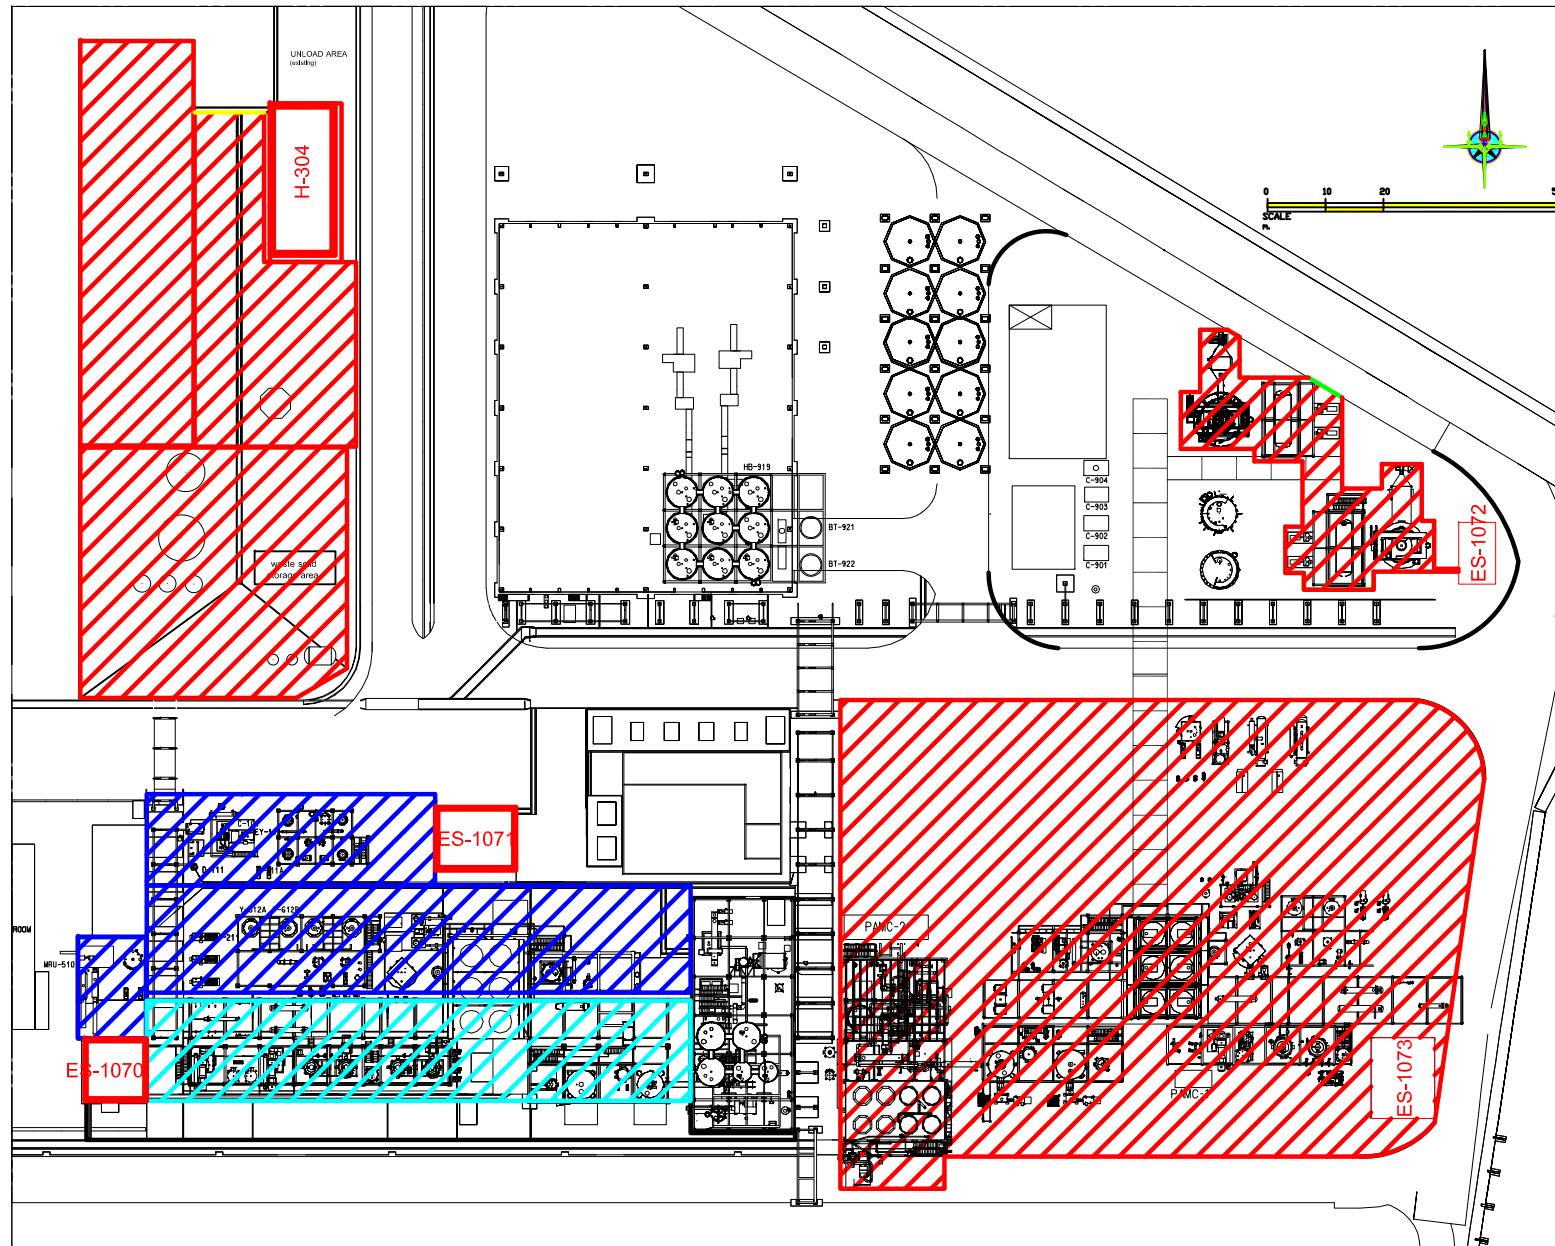 UNLOAD AREA
(existing)
H-304
0 10 20
SCALE
HB-919
BT-921
BT-922
C-904
C-903
C-902
C-901
ES-1072
waste solid
storage area
ES-1071
Y-612A
MRU-510
ROOM
ES-1070
PAMC-2
PAMC-1
ES-1073